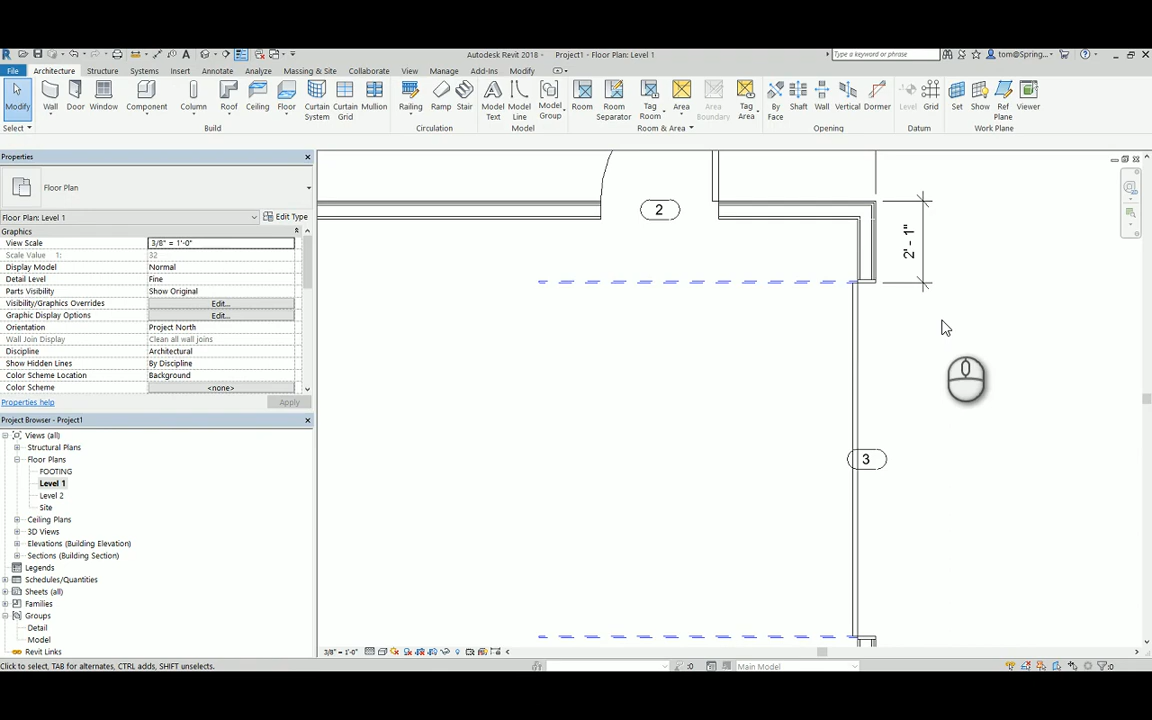 Autodesk Revit 2018 - Project1 - Floor Plan: Level 1
Type a keyword or phrase
tom@Spring...
File Architecture Structure Systems Insert Annotate Analyze Massing & Site Collaborate View Manage Add-Ins Modify
Modify Wall Door Window Component Column Roof Ceiling Floor Curtain System Curtain Grid Mullion Railing Ramp Stair Model Text Model Line Model Group Room Room Separator Tag Room Area Area Boundary Tag Area By Face Shaft Wall Vertical Dormer Level Grid Set Show Ref Plane Viewer
Select Build Circulation Model Room & Area Opening Datum Work Plane
Properties
Floor Plan
Floor Plan: Level 1 Edit Type
Graphics
View Scale 3/8" = 1'-0"
Scale Value 1: 32
Display Model Normal
Detail Level Fine
Parts Visibility Show Original
Visibility/Graphics Overrides Edit...
Graphic Display Options Edit...
Orientation Project North
Wall Join Display Clean all wall joins
Discipline Architectural
Show Hidden Lines By Discipline
Color Scheme Location Background
Color Scheme <none>
Properties help Apply
Project Browser - Project1
Views (all)
Structural Plans
Floor Plans
FOOTING
Level 1
Level 2
Site
Ceiling Plans
3D Views
Elevations (Building Elevation)
Sections (Building Section)
Legends
Schedules/Quantities
Sheets (all)
Families
Groups
Detail
Model
Revit Links
2
2' - 1"
3
3/8" = 1'-0"
Click to select, TAB for alternates, CTRL adds, SHIFT unselects.
:0
Main Model
:0